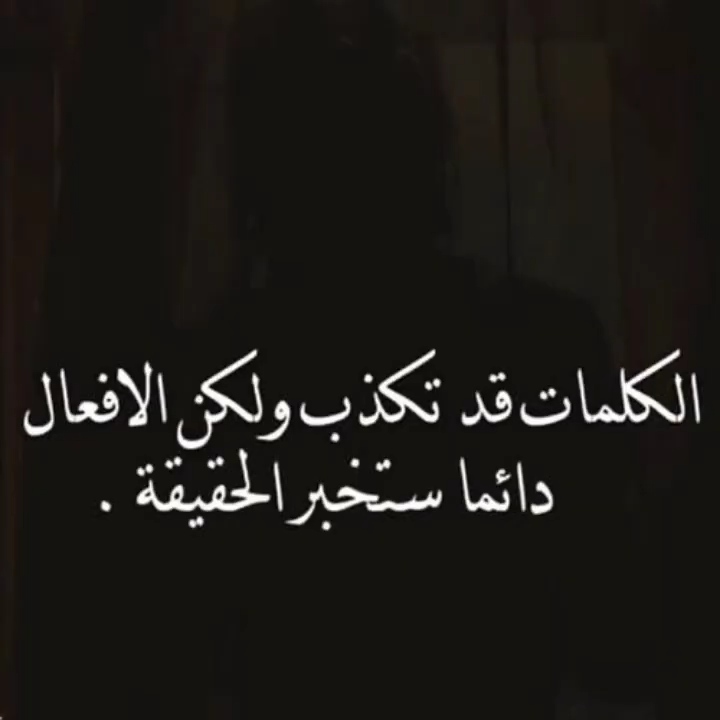 الكلمات قد تكذب ولكن الافعال
دائما ستخبر الحقيقة .